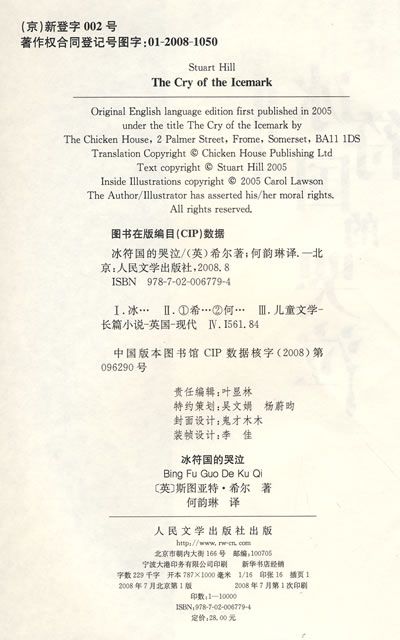 (京)新登字 002 号
著作权合同登记号图字:01-2008-1050
Stuart Hill
The Cry of the Icemark
Original English language edition first published in 2005
under the title The Cry of the Icemark by
The Chicken House, 2 Palmer Street, Frome, Somerset, BA11 1DS
Translation Copyright © Chicken House Publishing Ltd
Text copyright © Stuart Hill 2005
Inside Illustrations copyright © 2005 Carol Lawson
The Author/Illustrator has asserted his/her moral rights.
All rights reserved.
图书在版编目(CIP)数据
冰符国的哭泣/(英)希尔著;何韵琳译.—北
京:人民文学出版社,2008.8
ISBN 978-7-02-006779-4
Ⅰ.冰… Ⅱ.①希…②何… Ⅲ.儿童文学-
长篇小说-英国-现代 Ⅳ.I561.84
中国版本图书馆 CIP 数据核字(2008)第
096290 号
责任编辑:叶显林
特约策划:吴文娟 杨蔚昀
封面设计:鬼才木木
装帧设计:李 佳
冰符国的哭泣
Bing Fu Guo De Ku Qi
〔英〕斯图亚特·希尔 著
何韵琳 译
人民文学出版社出版
http://www.rw-cn.com
北京市朝内大街 166 号 邮编:100705
宁波大港印务有限公司印刷 新华书店经销
字数 229 千字 开本 787×1000 毫米 1/16 印张 16 插页 1
2008 年 7 月北京第 1 版 2008 年 7 月第 1 次印刷
印数:1—10000
ISBN:978-7-02-006779-4
定价:28.00 元